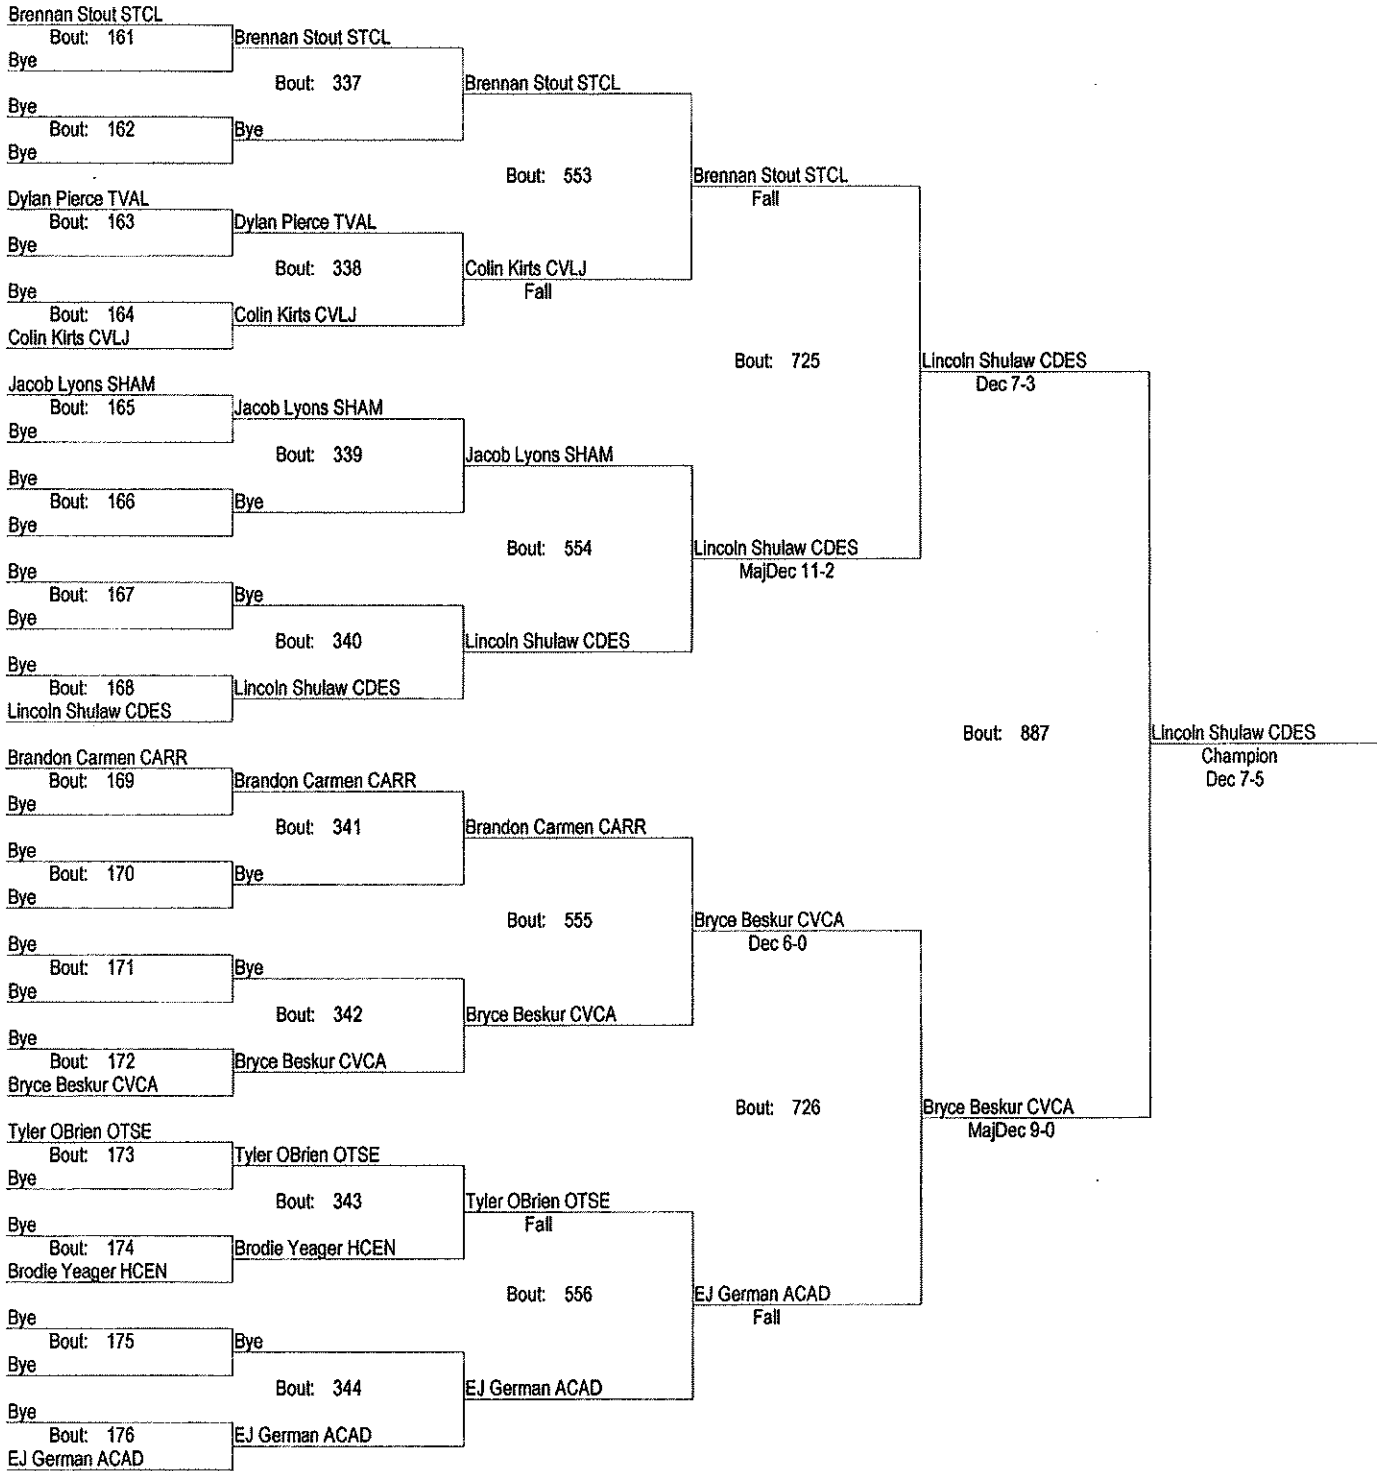 Brennan Stout STCL
Bout: 161
Bye
Brennan Stout STCL
Bout: 337
Bye
Bout: 162
Bye
Bye
Brennan Stout STCL
Bout: 553
Dylan Pierce TVAL
Bout: 163
Bye
Dylan Pierce TVAL
Bout: 338
Bye
Bout: 164
Colin Kirts CVLJ
Colin Kirts CVLJ
Colin Kirts CVLJ
Fall
Brennan Stout STCL
Fall
Bout: 725
Jacob Lyons SHAM
Bout: 165
Bye
Jacob Lyons SHAM
Bout: 339
Bye
Bout: 166
Bye
Bye
Jacob Lyons SHAM
Bout: 554
Bye
Bout: 167
Bye
Bye
Bout: 340
Bye
Bout: 168
Lincoln Shulaw CDES
Lincoln Shulaw CDES
Lincoln Shulaw CDES
Lincoln Shulaw CDES
MajDec 11-2
Lincoln Shulaw CDES
Dec 7-3
Bout: 887
Lincoln Shulaw CDES
Champion
Dec 7-5
Brandon Carmen CARR
Bout: 169
Bye
Brandon Carmen CARR
Bout: 341
Bye
Bout: 170
Bye
Bye
Brandon Carmen CARR
Bout: 555
Bye
Bout: 171
Bye
Bye
Bout: 342
Bye
Bout: 172
Bryce Beskur CVCA
Bryce Beskur CVCA
Bryce Beskur CVCA
Bryce Beskur CVCA
Dec 6-0
Bout: 726
Bryce Beskur CVCA
MajDec 9-0
Tyler OBrien OTSE
Bout: 173
Bye
Tyler OBrien OTSE
Bout: 343
Bye
Bout: 174
Brodie Yeager HCEN
Brodie Yeager HCEN
Tyler OBrien OTSE
Fall
Bout: 556
EJ German ACAD
Fall
Bye
Bout: 175
Bye
Bye
Bout: 344
Bye
Bout: 176
EJ German ACAD
EJ German ACAD
EJ German ACAD